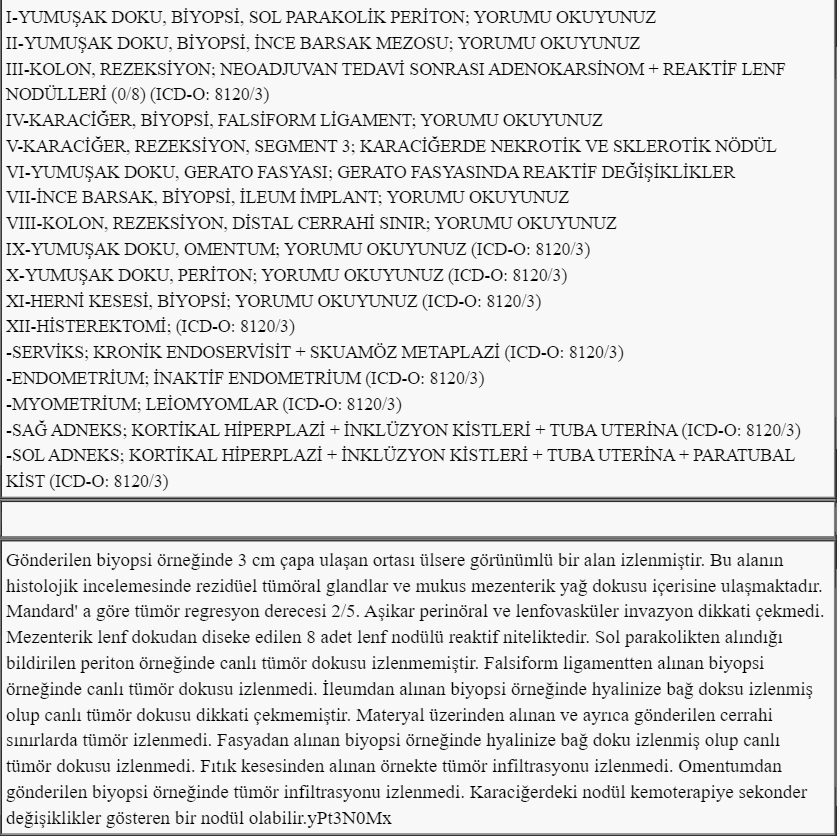 I-YUMUŞAK DOKU, BİYOPSİ, SOL PARAKOLİK PERİTON; YORUMU OKUYUNUZ
II-YUMUŞAK DOKU, BİYOPSİ, İNCE BARSAK MEZOSU; YORUMU OKUYUNUZ
III-KOLON, REZEKSİYON; NEOADJUVAN TEDAVİ SONRASI ADENOKARSİNOM + REAKTİF LENF
NODÜLLERİ (0/8) (ICD-O: 8120/3)
IV-KARACİĞER, BİYOPSİ, FALSİFORM LİGAMENT; YORUMU OKUYUNUZ
V-KARACİĞER, REZEKSİYON, SEGMENT 3; KARACİĞERDE NEKROTİK VE SKLEROTİK NÖDÜL
VI-YUMUŞAK DOKU, GERATO FASYASI; GERATO FASYASINDA REAKTİF DEĞİŞİKLİKLER
VII-İNCE BARSAK, BİYOPSİ, İLEUM İMPLANT; YORUMU OKUYUNUZ
VIII-KOLON, REZEKSİYON, DİSTAL CERRAHİ SINIR; YORUMU OKUYUNUZ
IX-YUMUŞAK DOKU, OMENTUM; YORUMU OKUYUNUZ (ICD-O: 8120/3)
X-YUMUŞAK DOKU, PERİTON; YORUMU OKUYUNUZ (ICD-O: 8120/3)
XI-HERNİ KESESİ, BİYOPSİ; YORUMU OKUYUNUZ (ICD-O: 8120/3)
XII-HİSTEREKTOMİ; (ICD-O: 8120/3)
-SERVİKS; KRONİK ENDOSERVİSİT + SKUAMÖZ METAPLAZİ (ICD-O: 8120/3)
-ENDOMETRİUM; İNAKTİF ENDOMETRİUM (ICD-O: 8120/3)
-MYOMETRİUM; LEİOMYOMLAR (ICD-O: 8120/3)
-SAĞ ADNEKS; KORTİKAL HİPERPLAZİ + İNKLÜZYON KİSTLERİ + TUBA UTERİNA (ICD-O: 8120/3)
-SOL ADNEKS; KORTİKAL HİPERPLAZİ + İNKLÜZYON KİSTLERİ + TUBA UTERİNA + PARATUBAL
KİST (ICD-O: 8120/3)
Gönderilen biyopsi örneğinde 3 cm çapa ulaşan ortası ülsere görünümlü bir alan izlenmiştir. Bu alanın
histolojik incelemesinde rezidüel tümöral glandlar ve mukus mezenterik yağ dokusu içerisine ulaşmaktadır.
Mandard' a göre tümör regresyon derecesi 2/5. Aşikar perinöral ve lenfovasküler invazyon dikkati çekmedi.
Mezenterik lenf dokudan diseke edilen 8 adet lenf nodülü reaktif niteliktedir. Sol parakolikten alındığı
bildirilen periton örneğinde canlı tümör dokusu izlenmemiştir. Falsiform ligamentten alınan biyopsi
örneğinde canlı tümör dokusu izlenmedi. İleumdan alınan biyopsi örneğinde hyalinize bağ doksu izlenmiş
olup canlı tümör dokusu dikkati çekmemiştir. Materyal üzerinden alınan ve ayrıca gönderilen cerrahi
sınırlarda tümör izlenmedi. Fasyadan alınan biyopsi örneğinde hyalinize bağ doku izlenmiş olup canlı
tümör dokusu izlenmedi. Fıtık kesesinden alınan örnekte tümör infiltrasyonu izlenmedi. Omentumdan
gönderilen biyopsi örneğinde tümör infiltrasyonu izlenmedi. Karaciğerdeki nodül kemoterapiye sekonder
değişiklikler gösteren bir nodül olabilir.yPt3N0Mx